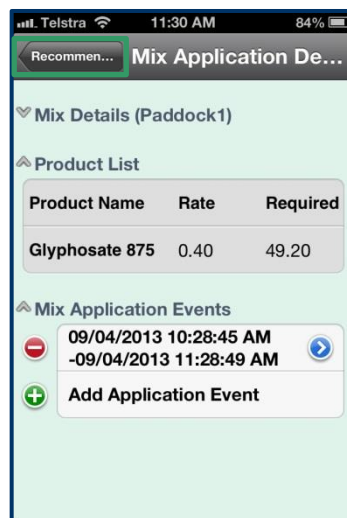 Telstra 11:30 AM 84%
Recommen... Mix Application De...
Mix Details (Paddock1)
Product List
Product Name Rate Required
Glyphosate 875 0.40 49.20
Mix Application Events
09/04/2013 10:28:45 AM
-09/04/2013 11:28:49 AM
Add Application Event